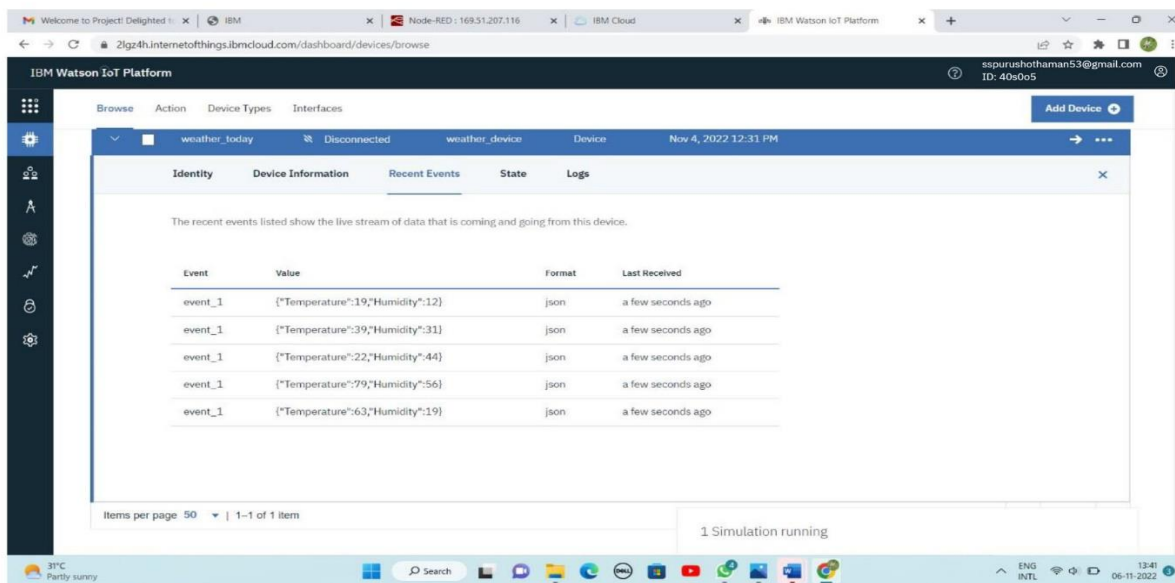 Welcome to Project! Delighted t
IBM
Node-RED : 169.51.207.116
IBM Cloud
IBM Watson IoT Platform
2lgz4h.internetofthings.ibmcloud.com/dashboard/devices/browse
IBM Watson IoT Platform
sspurushothaman53@gmail.com
ID: 40s0o5
Browse Action Device Types Interfaces
Add Device
weather_today Disconnected weather_device Device Nov 4, 2022 12:31 PM
Identity Device Information Recent Events State Logs
The recent events listed show the live stream of data that is coming and going from this device.
Event Value Format Last Received
event_1 {"Temperature":19,"Humidity":12} json a few seconds ago
event_1 {"Temperature":39,"Humidity":31} json a few seconds ago
event_1 {"Temperature":22,"Humidity":44} json a few seconds ago
event_1 {"Temperature":79,"Humidity":56} json a few seconds ago
event_1 {"Temperature":63,"Humidity":19} json a few seconds ago
Items per page 50 | 1–1 of 1 item
1 Simulation running
31°C
Partly sunny
Search
DELL
ENG
INTL
13:41
06-11-2022